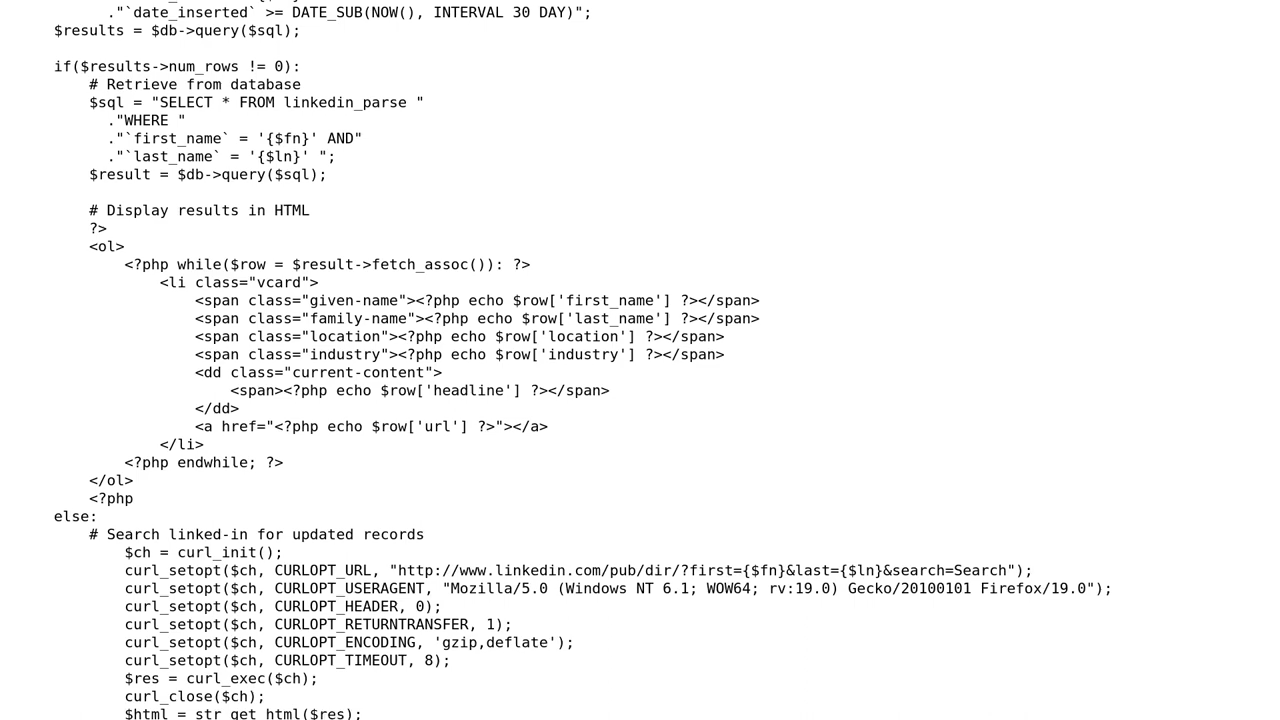 ."`date_inserted` >= DATE_SUB(NOW(), INTERVAL 30 DAY)";
$results = $db->query($sql);
if($results->num_rows != 0):
# Retrieve from database
$sql = "SELECT * FROM linkedin_parse "
."WHERE "
."`first_name` = '{$fn}' AND"
."`last_name` = '{$ln}' ";
$result = $db->query($sql);
# Display results in HTML
?>
<ol>
<?php while($row = $result->fetch_assoc()): ?>
<li class="vcard">
<span class="given-name"><?php echo $row['first_name'] ?></span>
<span class="family-name"><?php echo $row['last_name'] ?></span>
<span class="location"><?php echo $row['location'] ?></span>
<span class="industry"><?php echo $row['industry'] ?></span>
<dd class="current-content">
<span><?php echo $row['headline'] ?></span>
</dd>
<a href="<?php echo $row['url'] ?>"></a>
</li>
<?php endwhile; ?>
</ol>
<?php
else:
# Search linked-in for updated records
$ch = curl_init();
curl_setopt($ch, CURLOPT_URL, "http://www.linkedin.com/pub/dir/?first={$fn}&last={$ln}&search=Search");
curl_setopt($ch, CURLOPT_USERAGENT, "Mozilla/5.0 (Windows NT 6.1; WOW64; rv:19.0) Gecko/20100101 Firefox/19.0");
curl_setopt($ch, CURLOPT_HEADER, 0);
curl_setopt($ch, CURLOPT_RETURNTRANSFER, 1);
curl_setopt($ch, CURLOPT_ENCODING, 'gzip,deflate');
curl_setopt($ch, CURLOPT_TIMEOUT, 8);
$res = curl_exec($ch);
curl_close($ch);
$html = str_get_html($res);